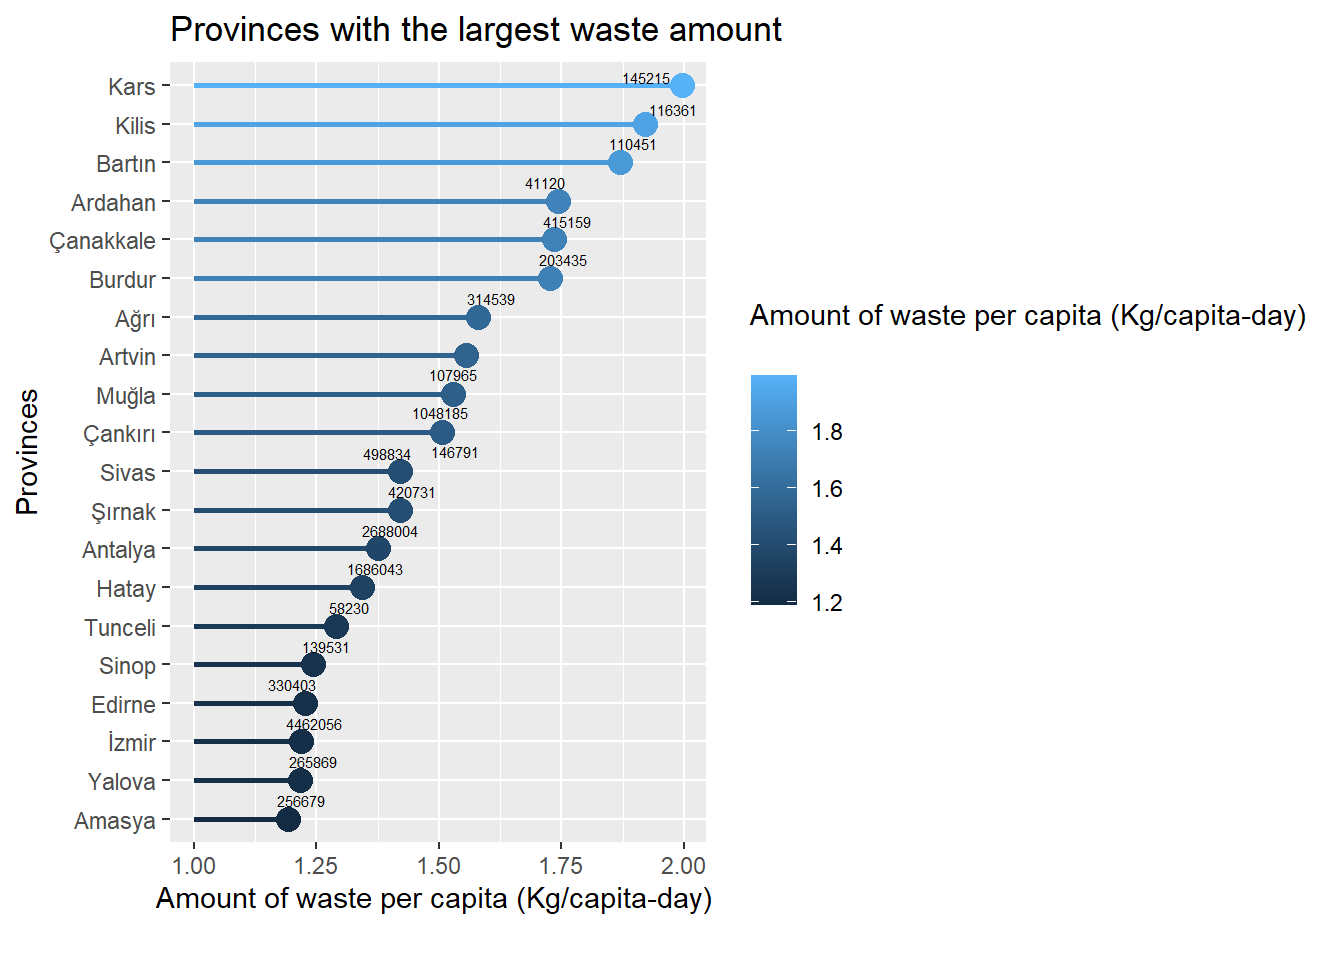 Provinces with the largest waste amount
Provinces
Kars
Kilis
Bartın
Ardahan
Çanakkale
Burdur
Ağrı
Artvin
Muğla
Çankırı
Sivas
Şırnak
Antalya
Hatay
Tunceli
Sinop
Edirne
İzmir
Yalova
Amasya
145215
116361
110451
41120
415159
203435
314539
107965
1048185
146791
498834
420731
2688004
1686043
58230
139531
330403
4462056
265869
256679
1.00 1.25 1.50 1.75 2.00
Amount of waste per capita (Kg/capita-day)
Amount of waste per capita (Kg/capita-day)
1.8
1.6
1.4
1.2